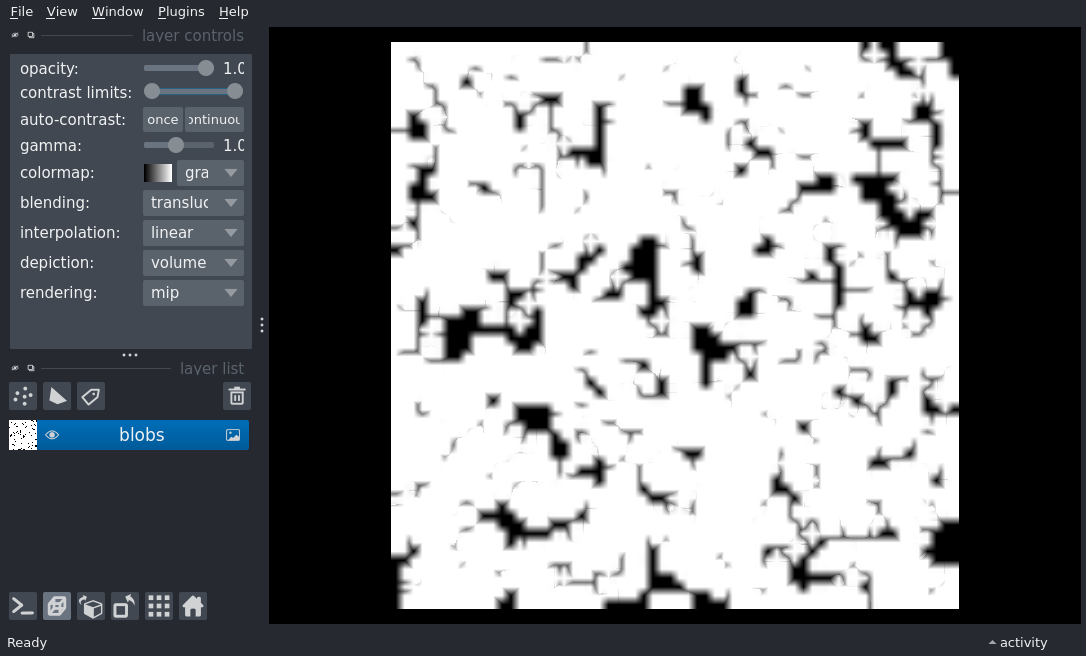 File View Window Plugins Help
layer controls
opacity: 1.0
contrast limits:
auto-contrast: once ontinuou
gamma: 1.0
colormap: gra
blending: transluc
interpolation: linear
depiction: volume
rendering: mip
layer list
blobs
Ready activity